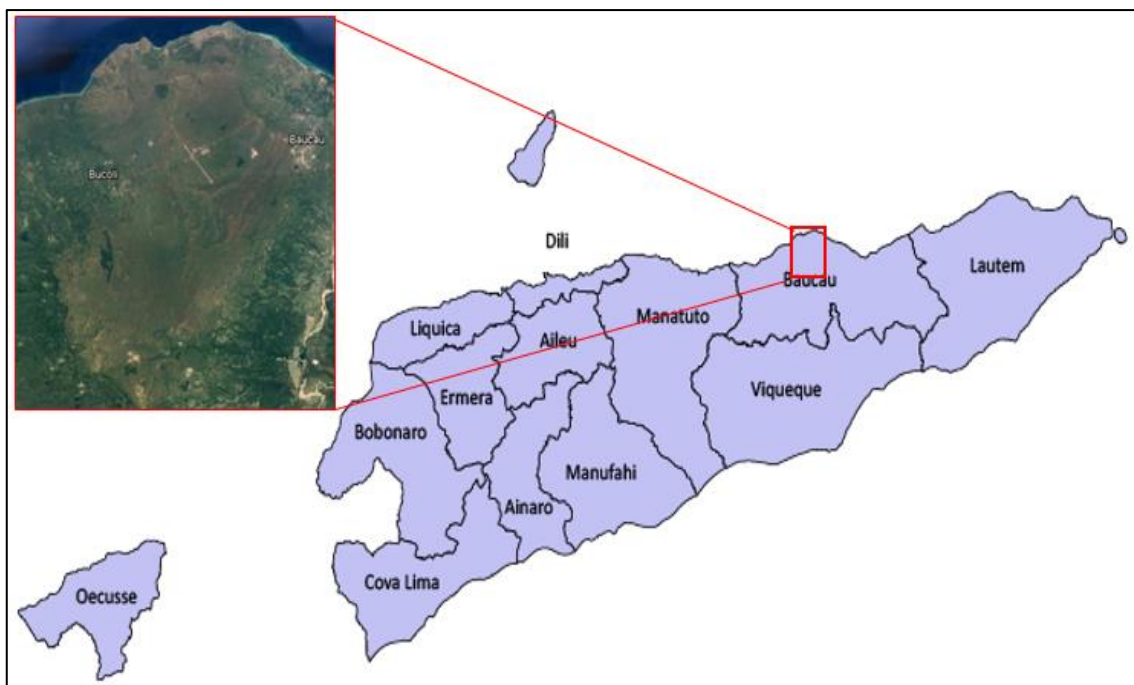 Baucau
Bucoli
Dili
Lautem
Baucau
Manatuto
Liquica
Aileu
Viqueque
Ermera
Bobonaro
Manufahi
Ainaro
Cova Lima
Oecusse